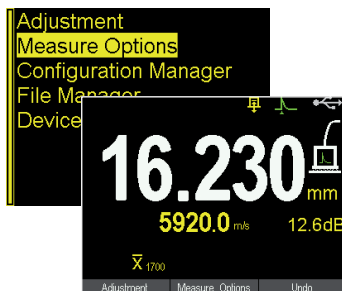 Adjustment
Measure Options
Configuration Manager
File Manager
Device
16.230 mm
5920.0 m/s 12.6dB
X̅ 1700
Adjustment Measure Options Undo